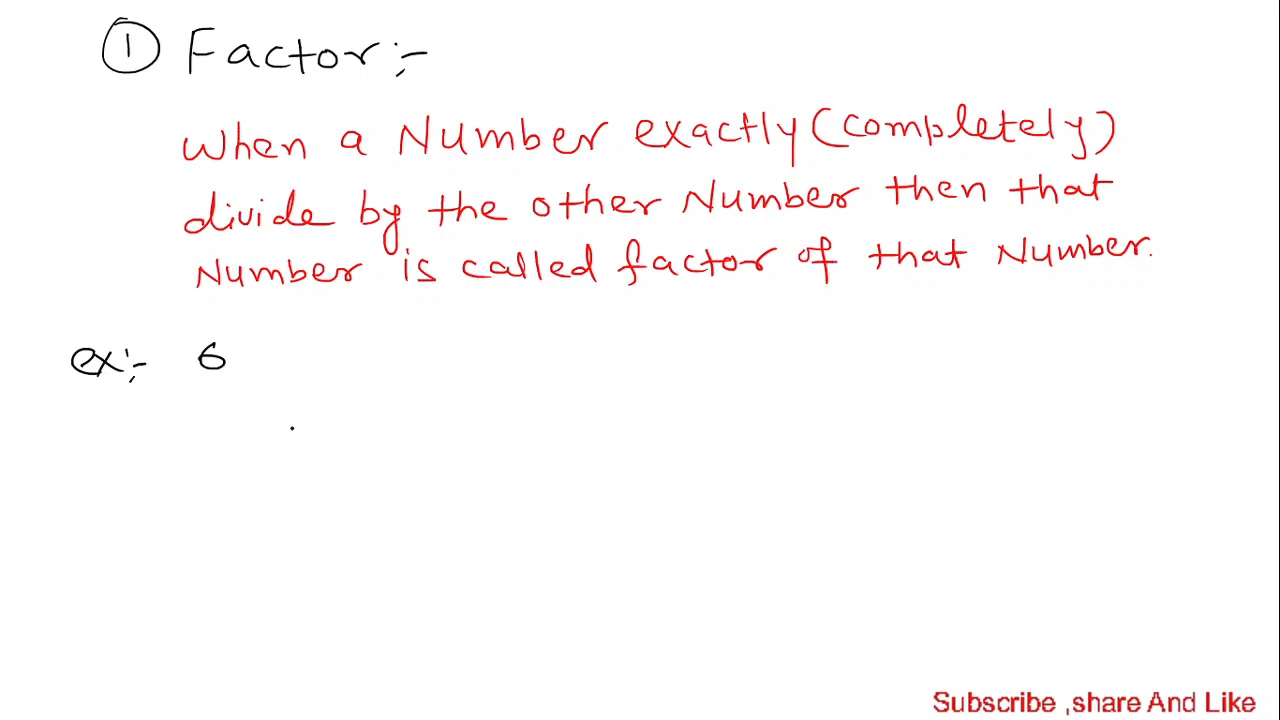 ① Factor:-
When a Number exactly (completely)
divide by the other Number then that
Number is called factor of that Number.
ex:- 6
Subscribe ,share And Like